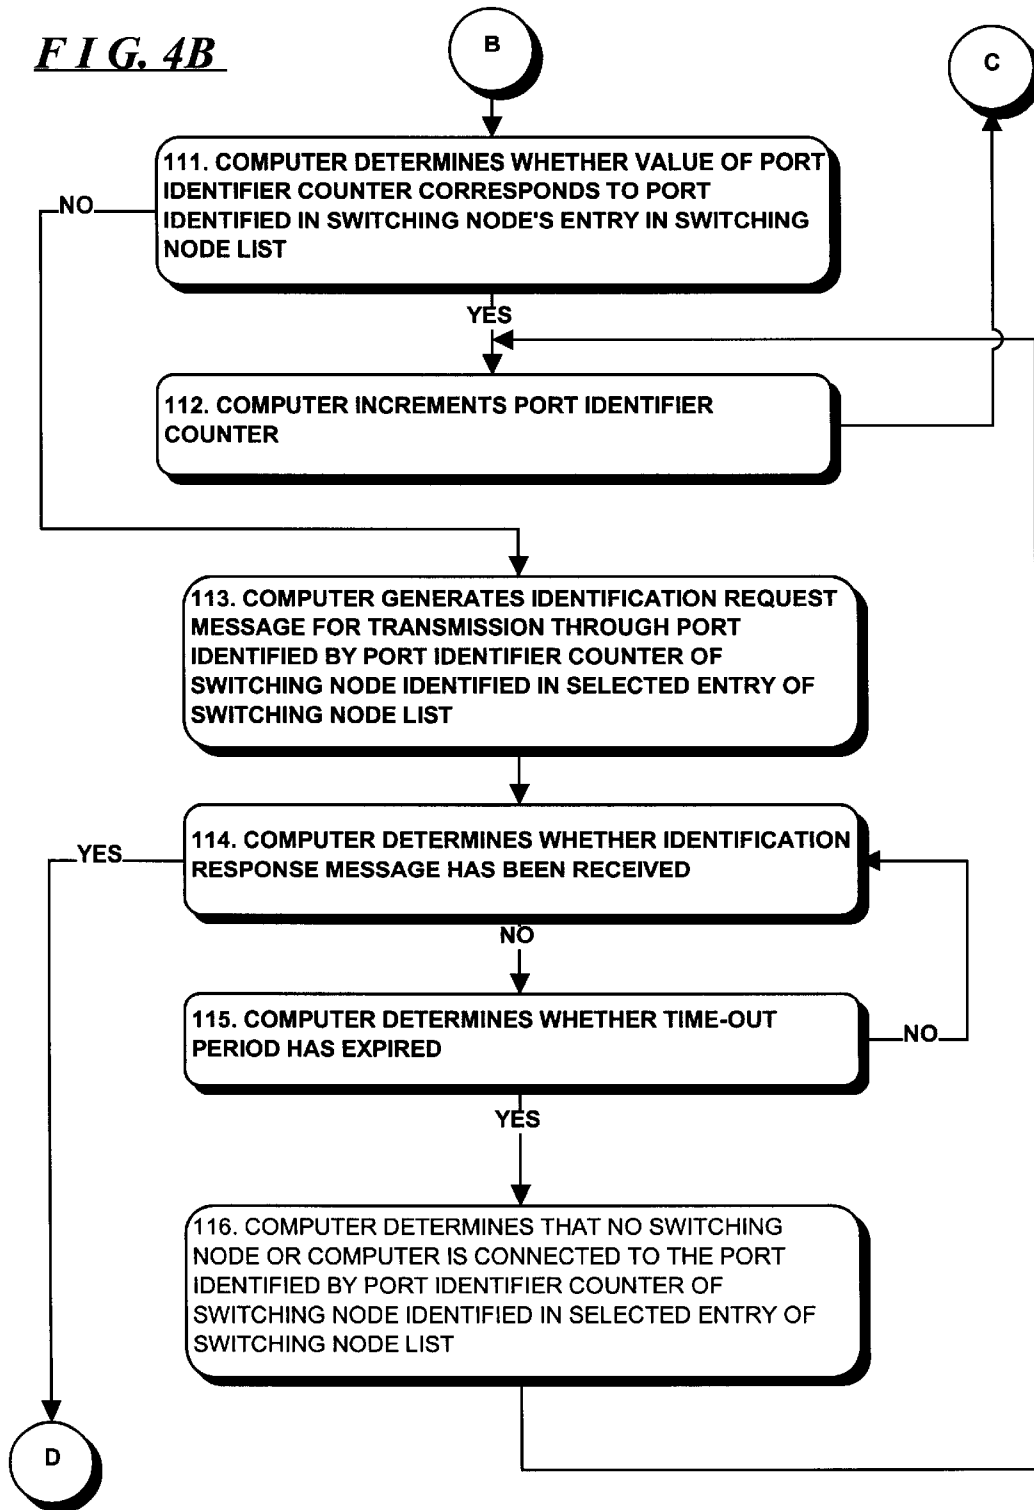 FIG. 4B
B
C
111. COMPUTER DETERMINES WHETHER VALUE OF PORT
IDENTIFIER COUNTER CORRESPONDS TO PORT
IDENTIFIED IN SWITCHING NODE'S ENTRY IN SWITCHING
NODE LIST
NO
YES
112. COMPUTER INCREMENTS PORT IDENTIFIER
COUNTER
113. COMPUTER GENERATES IDENTIFICATION REQUEST
MESSAGE FOR TRANSMISSION THROUGH PORT
IDENTIFIED BY PORT IDENTIFIER COUNTER OF
SWITCHING NODE IDENTIFIED IN SELECTED ENTRY OF
SWITCHING NODE LIST
114. COMPUTER DETERMINES WHETHER IDENTIFICATION
RESPONSE MESSAGE HAS BEEN RECEIVED
YES
NO
115. COMPUTER DETERMINES WHETHER TIME-OUT
PERIOD HAS EXPIRED
NO
YES
116. COMPUTER DETERMINES THAT NO SWITCHING
NODE OR COMPUTER IS CONNECTED TO THE PORT
IDENTIFIED BY PORT IDENTIFIER COUNTER OF
SWITCHING NODE IDENTIFIED IN SELECTED ENTRY OF
SWITCHING NODE LIST
D